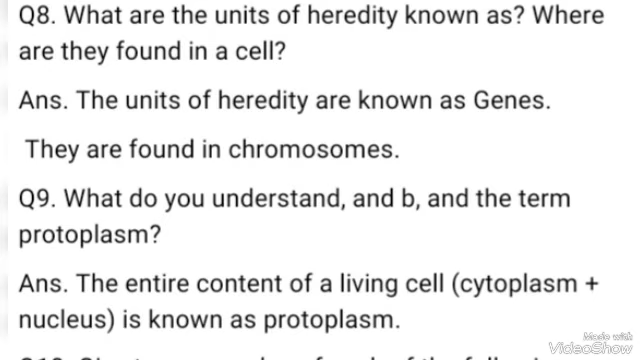 Q8. What are the units of heredity known as? Where
are they found in a cell?
Ans. The units of heredity are known as Genes.
They are found in chromosomes.
Q9. What do you understand, and b, and the term
protoplasm?
Ans. The entire content of a living cell (cytoplasm +
nucleus) is known as protoplasm.
Made with
VideoShow